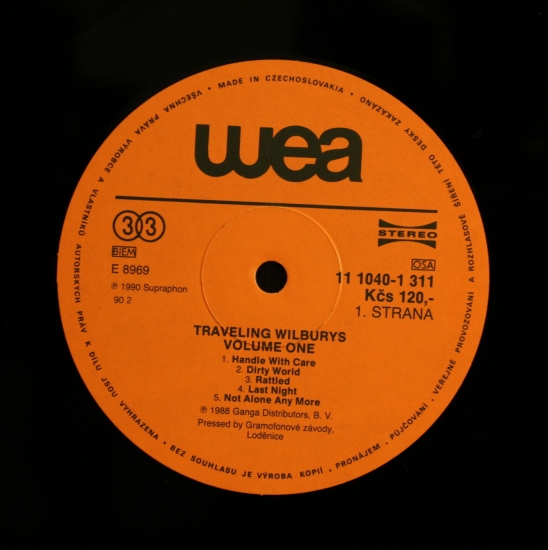 • MADE IN CZECHOSLOVAKIA • VŠECHNA PRÁVA VÝROBCE A VLASTNÍKŮ AUTORSKÝCH PRÁV K DÍLU JSOU VYHRAZENA • BEZ SOUHLASU JE VÝROBA KOPIÍ, PRONÁJEM, PŮJČOVÁNÍ, VEŘEJNÉ PROVOZOVÁNÍ A ROZHLASOVÉ ŠÍŘENÍ TÉTO DESKY ZAKÁZÁNO
wea
33
STEREO
BIEM
OSA
E 8969
11 1040-1 311
℗ 1990 Supraphon
Kčs 120,-
90 2
1. STRANA
TRAVELING WILBURYS
VOLUME ONE
1. Handle With Care
2. Dirty World
3. Rattled
4. Last Night
5. Not Alone Any More
℗ 1988 Ganga Distributors, B. V.
Pressed by Gramofonové závody,
Loděnice